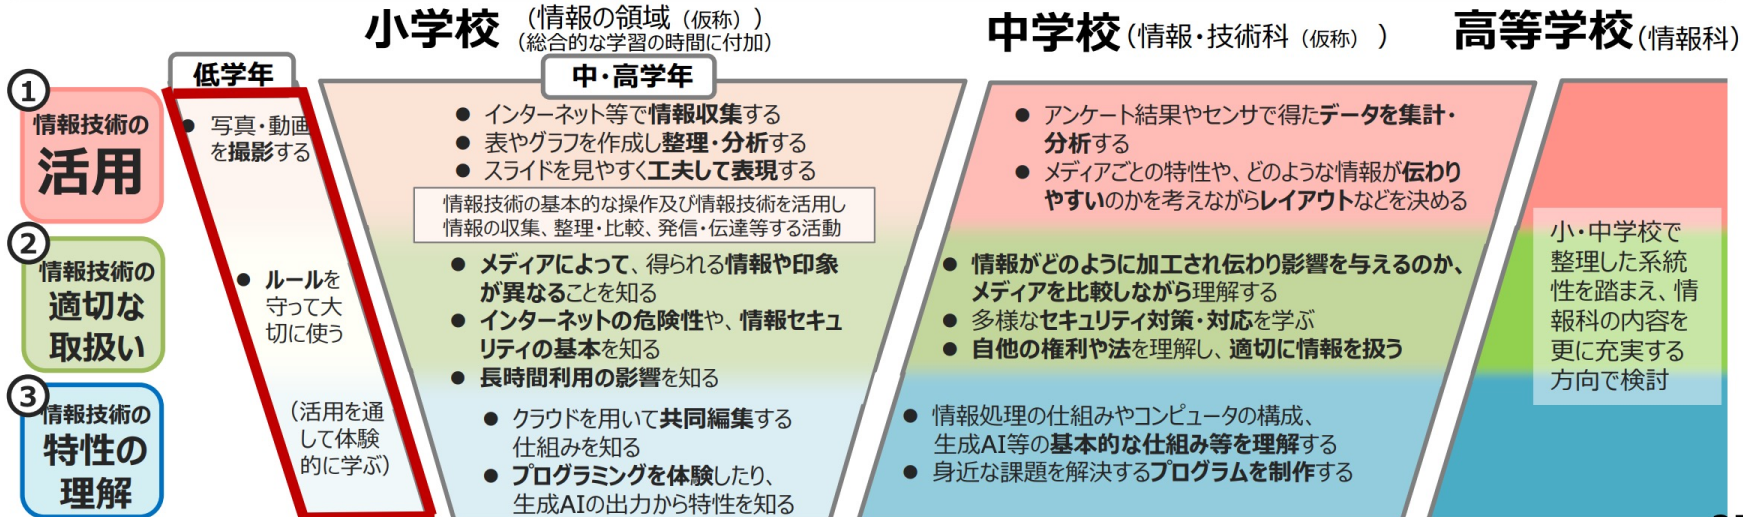 小学校 (情報の領域（仮称）)
(総合的な学習の時間に付加)
中学校(情報・技術科（仮称）)
高等学校(情報科)
低学年
中・高学年
①
情報技術の
活用
②
情報技術の
適切な
取扱い
③
情報技術の
特性の
理解
● 写真・動画
を撮影する
● ルールを
守って大
切に使う
(活用を通
して体験
的に学ぶ)
● インターネット等で情報収集する
● 表やグラフを作成し整理・分析する
● スライドを見やすく工夫して表現する
情報技術の基本的な操作及び情報技術を活用し
情報の収集、整理・比較、発信・伝達等する活動
● メディアによって、得られる情報や印象
が異なることを知る
● インターネットの危険性や、情報セキュ
リティの基本を知る
● 長時間利用の影響を知る
● クラウドを用いて共同編集する
仕組みを知る
● プログラミングを体験したり、
生成AIの出力から特性を知る
● アンケート結果やセンサで得たデータを集計・
分析する
● メディアごとの特性や、どのような情報が伝わり
やすいのかを考えながらレイアウトなどを決める
● 情報がどのように加工され伝わり影響を与えるのか、
メディアを比較しながら理解する
● 多様なセキュリティ対策・対応を学ぶ
● 自他の権利や法を理解し、適切に情報を扱う
● 情報処理の仕組みやコンピュータの構成、
生成AI等の基本的な仕組み等を理解する
● 身近な課題を解決するプログラムを制作する
小・中学校で
整理した系統
性を踏まえ、情
報科の内容を
更に充実する
方向で検討